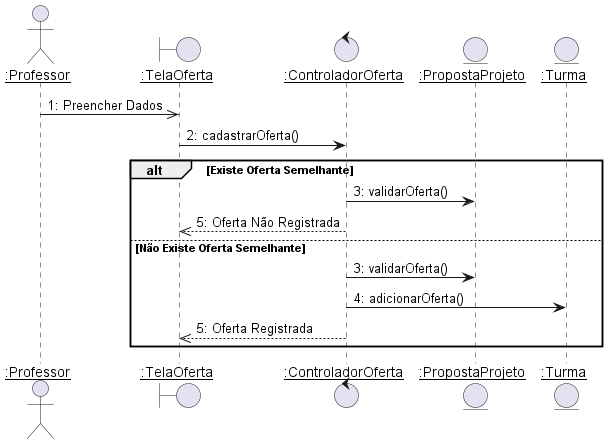 :Professor :TelaOferta :ControladorOferta :PropostaProjeto :Turma
1: Preencher Dados
2: cadastrarOferta()
alt [Existe Oferta Semelhante]
3: validarOferta()
5: Oferta Não Registrada
[Não Existe Oferta Semelhante]
3: validarOferta()
4: adicionarOferta()
5: Oferta Registrada
:Professor :TelaOferta :ControladorOferta :PropostaProjeto :Turma